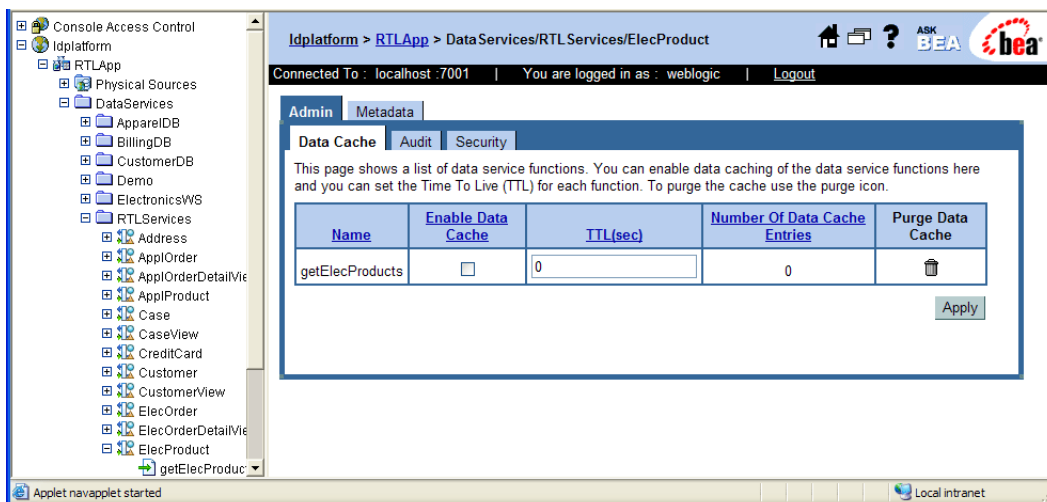 Console Access Control
ldplatform
RTLApp
Physical Sources
DataServices
ApparelDB
BillingDB
CustomerDB
Demo
ElectronicsWS
RTLServices
Address
ApplOrder
ApplOrderDetailVie
ApplProduct
Case
CaseView
CreditCard
Customer
CustomerView
ElecOrder
ElecOrderDetailVie
ElecProduct
getElecProduc
ldplatform > RTLApp > DataServices/RTLServices/ElecProduct
? ASK BEA bea
Connected To : localhost :7001 | You are logged in as : weblogic | Logout
Admin Metadata
Data Cache Audit Security
This page shows a list of data service functions. You can enable data caching of the data service functions here
and you can set the Time To Live (TTL) for each function. To purge the cache use the purge icon.
Name Enable Data Cache TTL(sec) Number Of Data Cache Entries Purge Data Cache
getElecProducts 0 0
Apply
Applet navapplet started
Local intranet